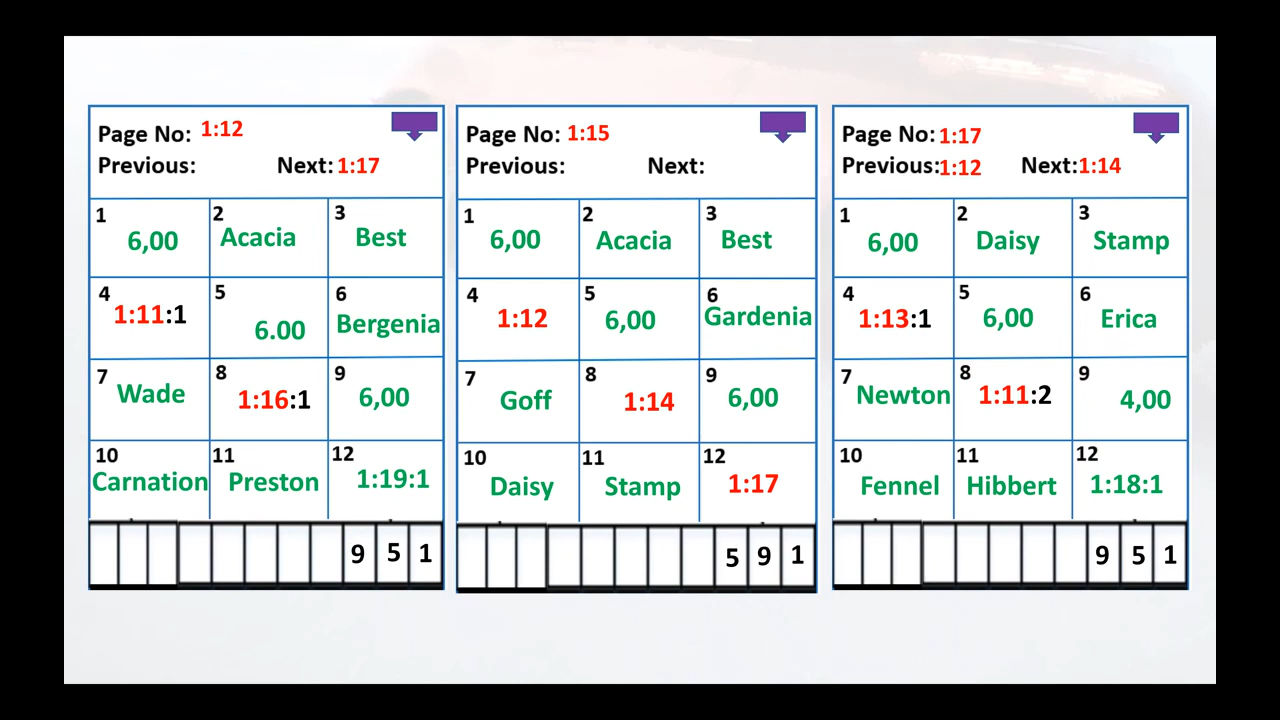 Page No: 1:12
Previous: Next: 1:17
1 6,00
2 Acacia
3 Best
4 1:11:1
5 6.00
6 Bergenia
7 Wade
8 1:16:1
9 6,00
10 Carnation
11 Preston
12 1:19:1
9 5 1
Page No: 1:15
Previous: Next:
1 6,00
2 Acacia
3 Best
4 1:12
5 6,00
6 Gardenia
7 Goff
8 1:14
9 6,00
10 Daisy
11 Stamp
12 1:17
5 9 1
Page No: 1:17
Previous: 1:12 Next: 1:14
1 6,00
2 Daisy
3 Stamp
4 1:13:1
5 6,00
6 Erica
7 Newton
8 1:11:2
9 4,00
10 Fennel
11 Hibbert
12 1:18:1
9 5 1